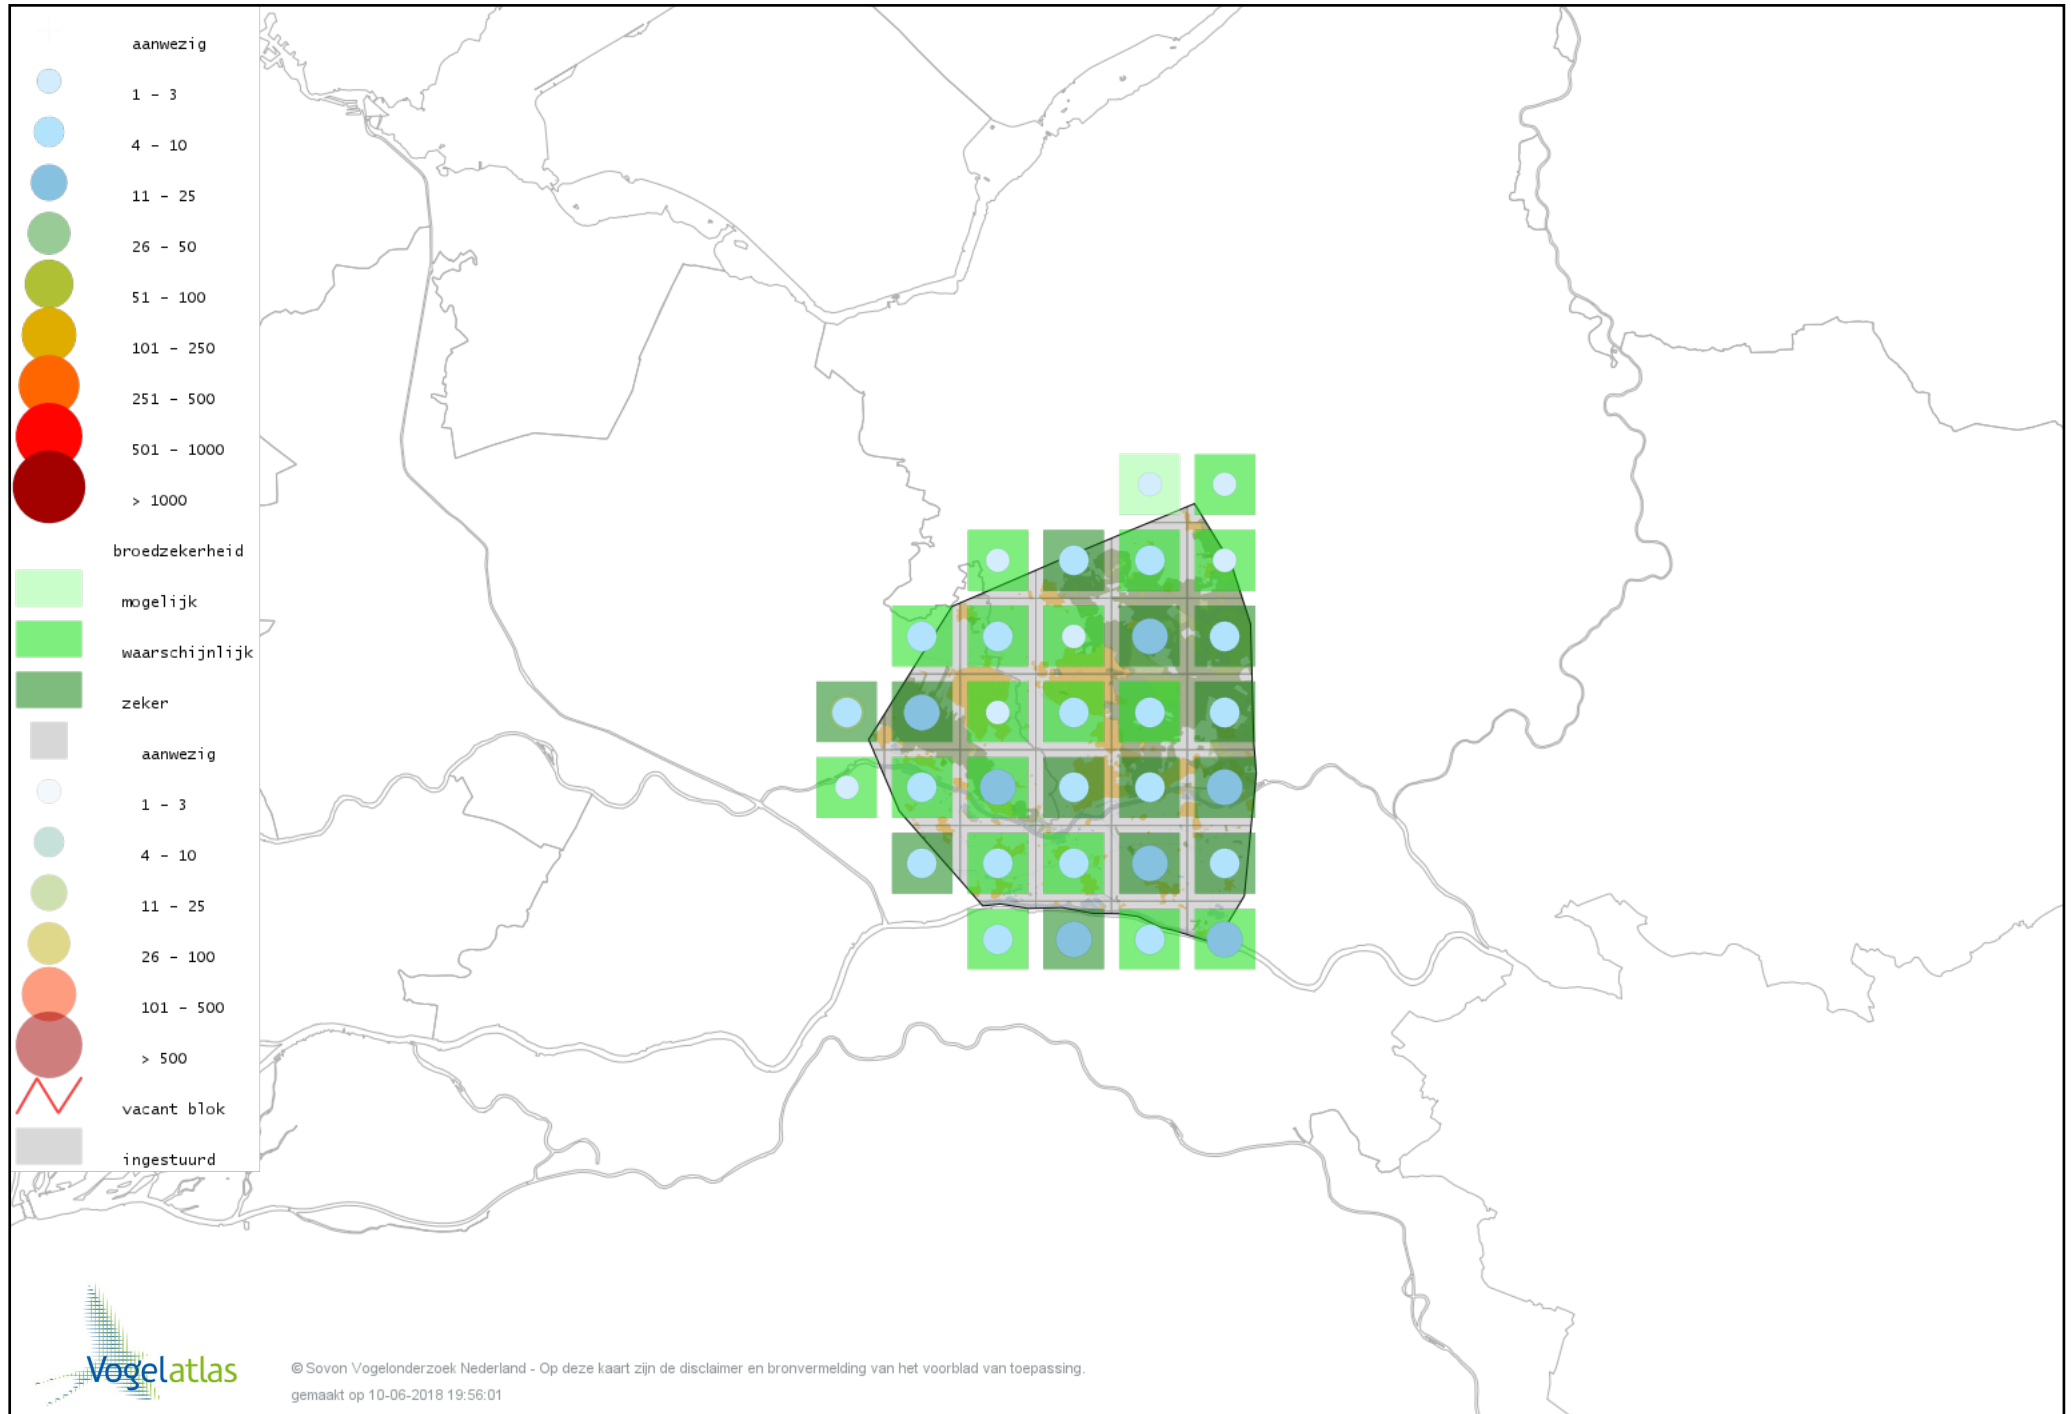 aanwezig
1 - 3
4 - 10
11 - 25
26 - 50
51 - 100
101 - 250
251 - 500
501 - 1000
> 1000
broedzekerheid
mogelijk
waarschijnlijk
zeker
aanwezig
1 - 3
4 - 10
11 - 25
26 - 100
101 - 500
> 500
vacant blok
ingestuurd
Vogelatlas
© Sovon Vogelonderzoek Nederland - Op deze kaart zijn de disclaimer en bronvermelding van het voorblad van toepassing.
gemaakt op 10-06-2018 19:56:01